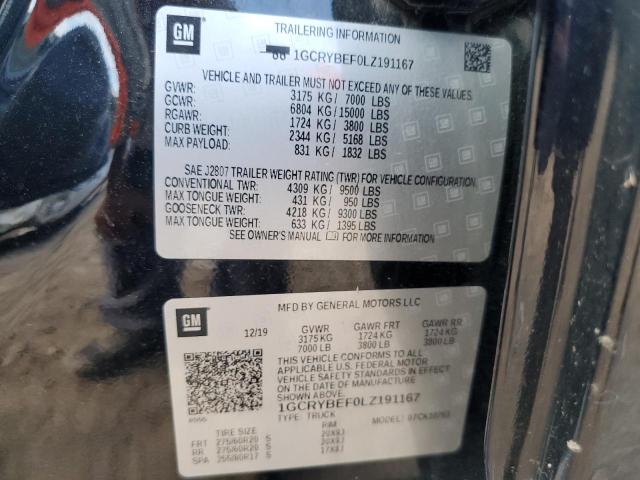 GM
TRAILERING INFORMATION
1GCRYBEF0LZ191167
VEHICLE AND TRAILER MUST NOT EXCEED ANY OF THESE VALUES.
GVWR: 3175 KG/ 7000 LBS
GCWR: 6804 KG/15000 LBS
RGAWR: 1724 KG/ 3800 LBS
CURB WEIGHT: 2344 KG/ 5168 LBS
MAX PAYLOAD: 831 KG/ 1832 LBS
SAE J2807 TRAILER WEIGHT RATING (TWR) FOR VEHICLE CONFIGURATION.
CONVENTIONAL TWR: 4309 KG/ 9500 LBS
MAX TONGUE WEIGHT: 431 KG/ 950 LBS
GOOSENECK TWR: 4218 KG/ 9300 LBS
MAX TONGUE WEIGHT: 633 KG/ 1395 LBS
SEE OWNER'S MANUAL FOR MORE INFORMATION
GM
MFD BY GENERAL MOTORS LLC
12/19 GVWR GAWR FRT GAWR RR
3175 KG 1724 KG 1724 KG
7000 LB 3800 LB 3800 LB
THIS VEHICLE CONFORMS TO ALL
APPLICABLE U.S. FEDERAL MOTOR
VEHICLE SAFETY STANDARDS IN EFFECT
ON THE DATE OF MANUFACTURE
1GCRYBEF0LZ191167
TYPE: TRUCK MODEL:
TIRE SIZE RIM
FRT 275/60R20 S 20X9J
RR 275/60R20 S 20X9J
SPA 255/80R17 S 17X8J